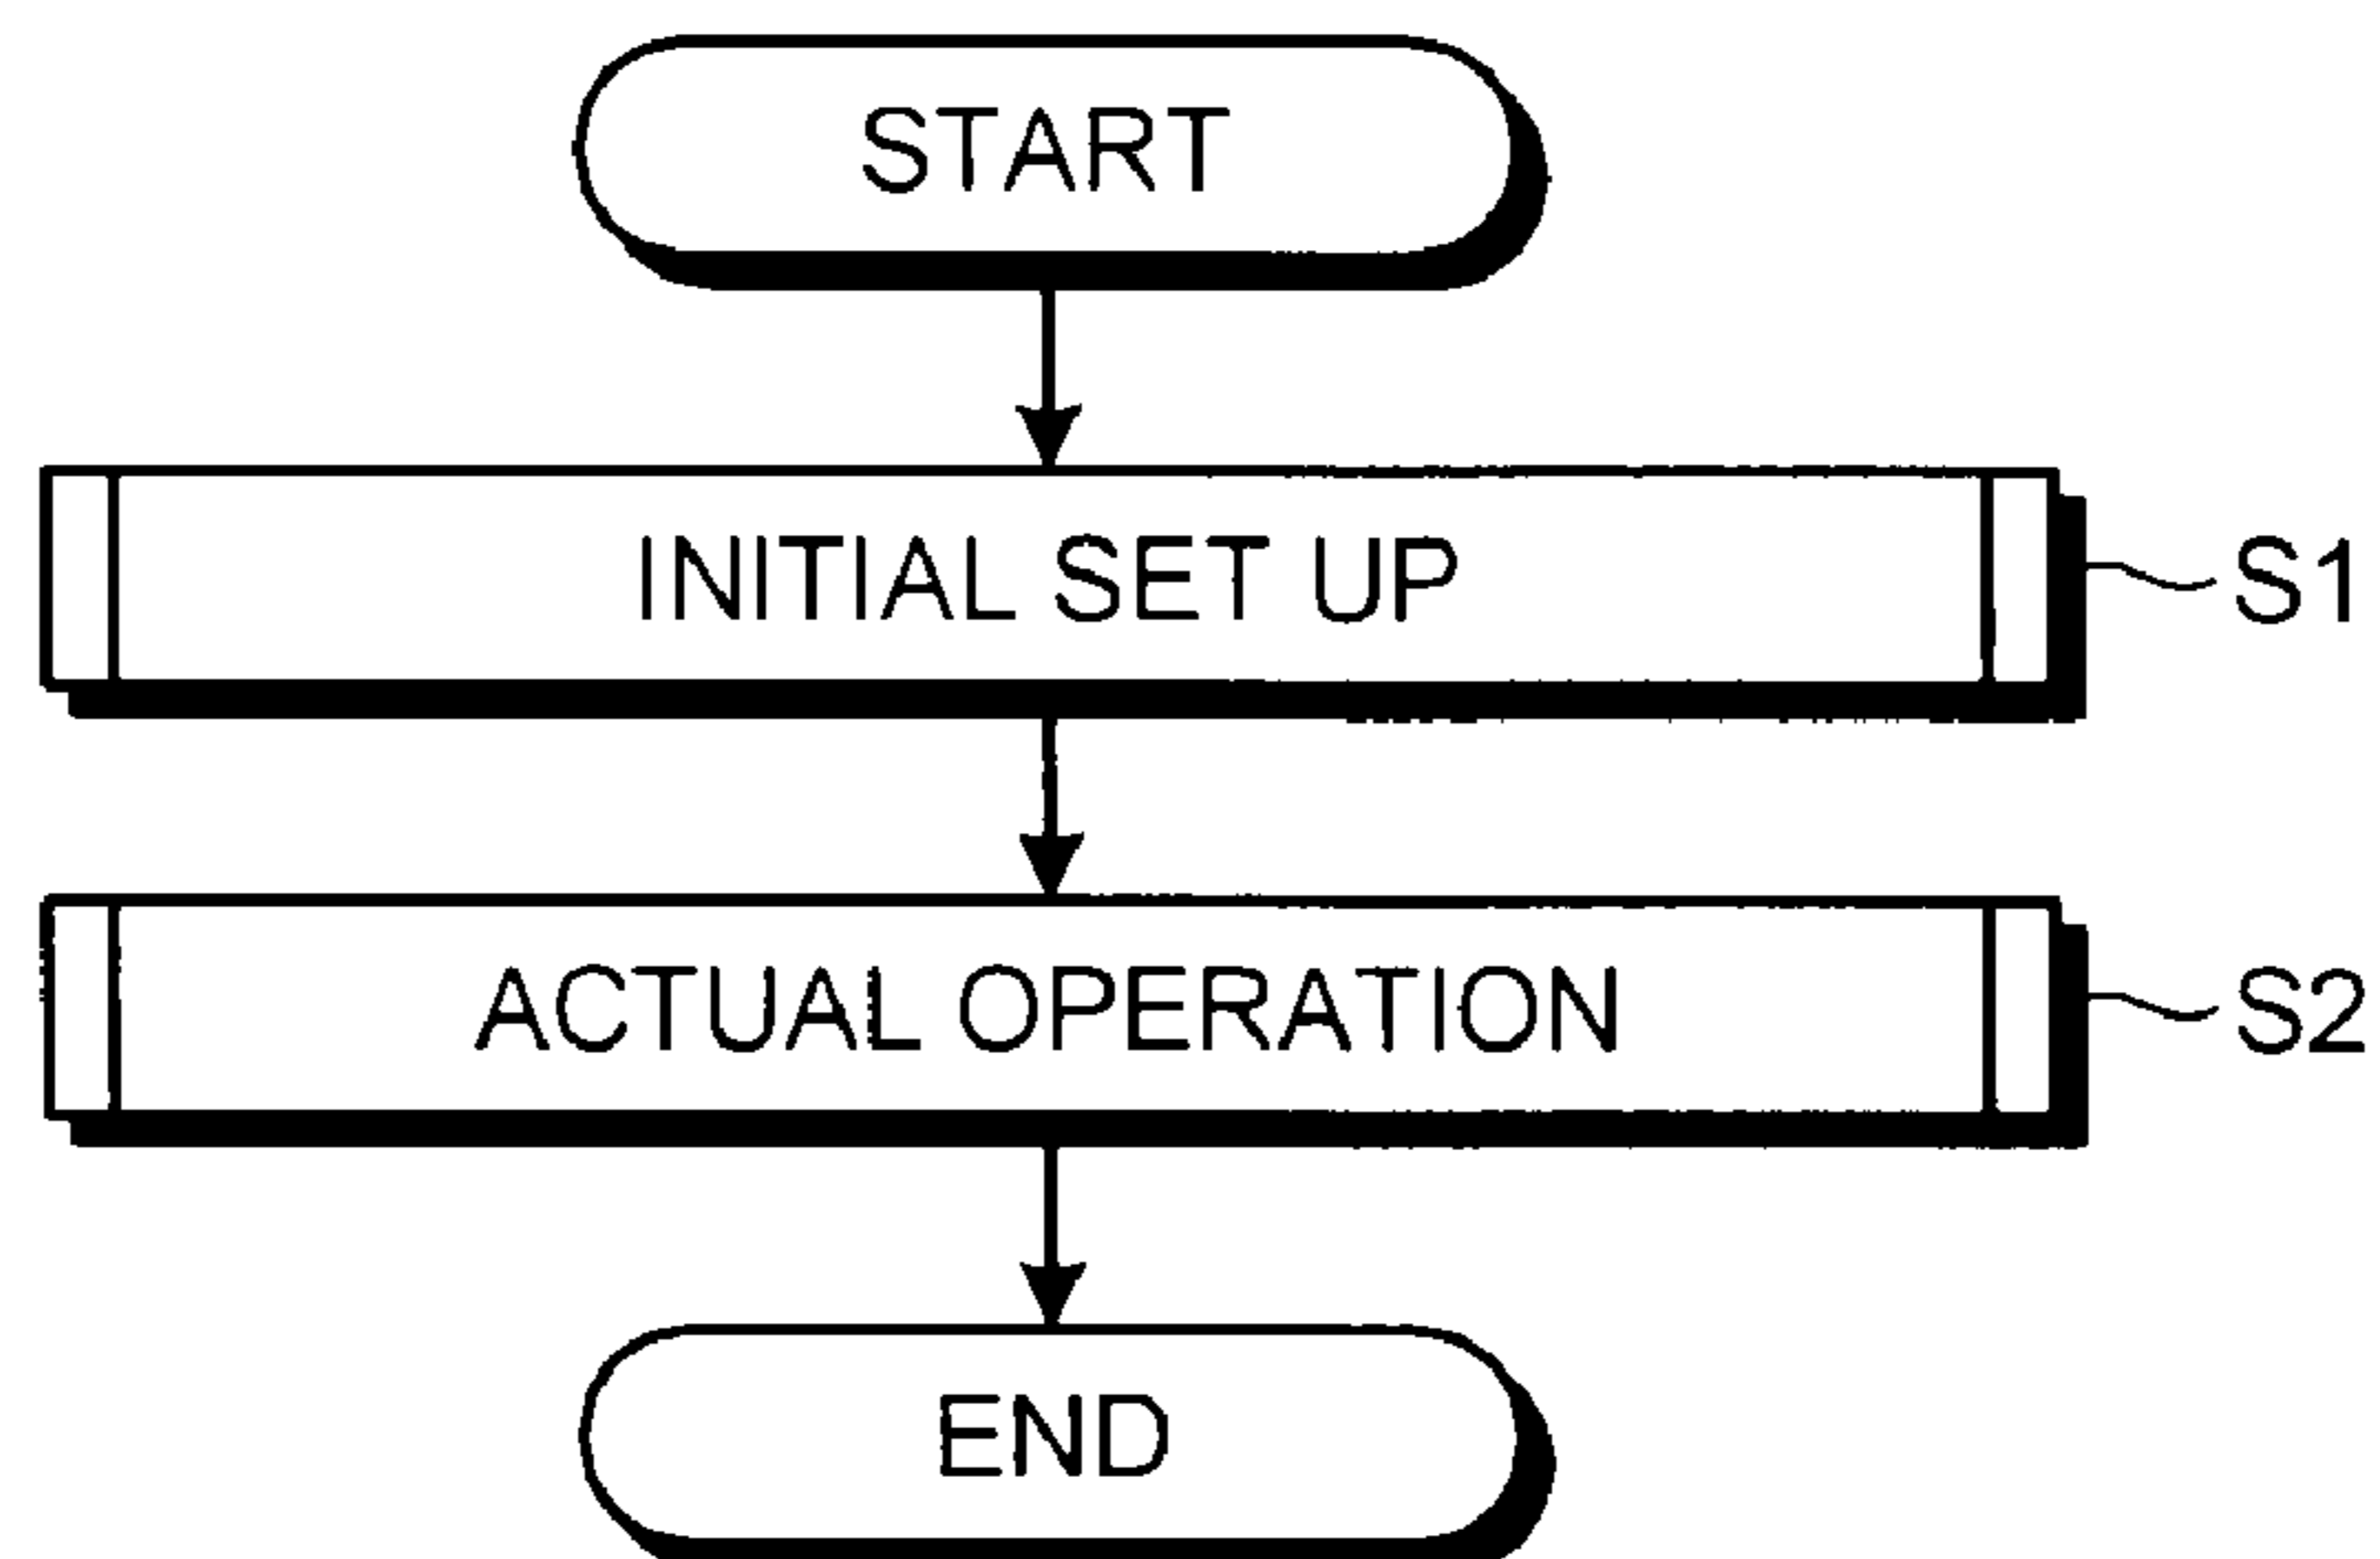 START
INITIAL SET UP S1
ACTUAL OPERATION S2
END